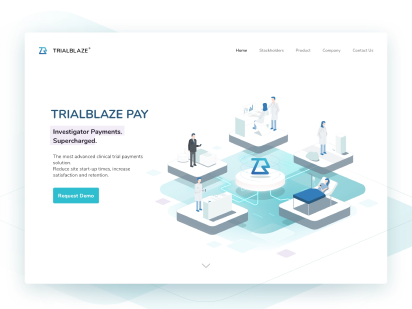 TRIALBLAZE
Home Stakeholders Product Company Contact Us
TRIALBLAZE PAY
Investigator Payments.
Supercharged.
The most advanced clinical trial payments
solution.
Reduce site start-up times, increase
satisfaction and retention.
Request Demo